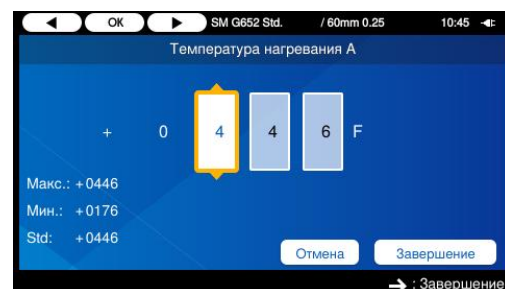 OK SM G652 Std. / 60mm 0.25 10:45
Температура нагревания A
+ 0 4 4 6 F
Макс.: +0446
Мин.: +0176
Std: +0446
Отмена Завершение
: Завершение